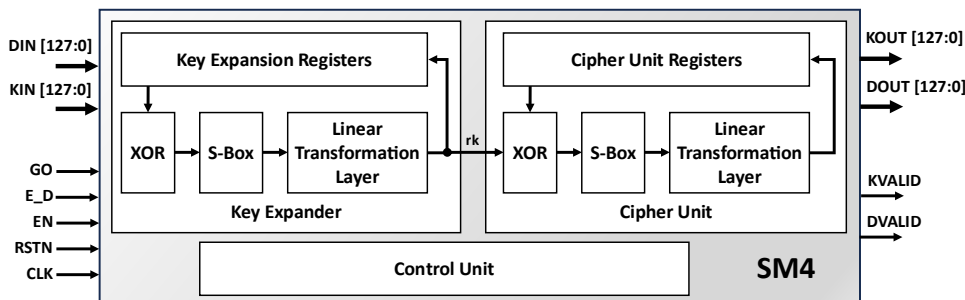 DIN [127:0]
KIN [127:0]
GO
E_D
EN
RSTN
CLK
Key Expansion Registers
XOR
S-Box
Linear
Transformation
Layer
Key Expander
rk
Cipher Unit Registers
XOR
S-Box
Linear
Transformation
Layer
Cipher Unit
Control Unit
SM4
KOUT [127:0]
DOUT [127:0]
KVALID
DVALID